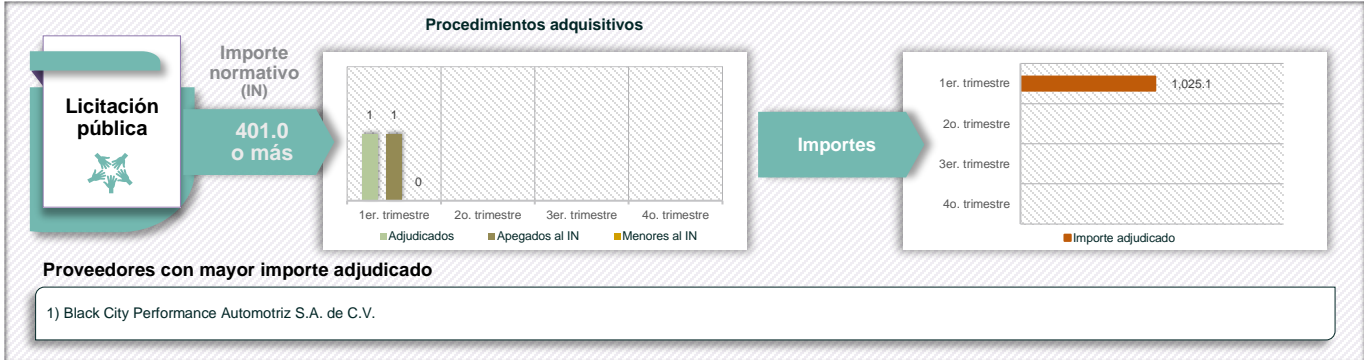 Procedimientos adquisitivos
Licitación
pública
Importe
normativo
(IN)
401.0
o más
1 1
0
1er. trimestre 2o. trimestre 3er. trimestre 4o. trimestre
Adjudicados Apegados al IN Menores al IN
Importes
1er. trimestre 1,025.1
2o. trimestre
3er. trimestre
4o. trimestre
Importe adjudicado
Proveedores con mayor importe adjudicado
1) Black City Performance Automotriz S.A. de C.V.